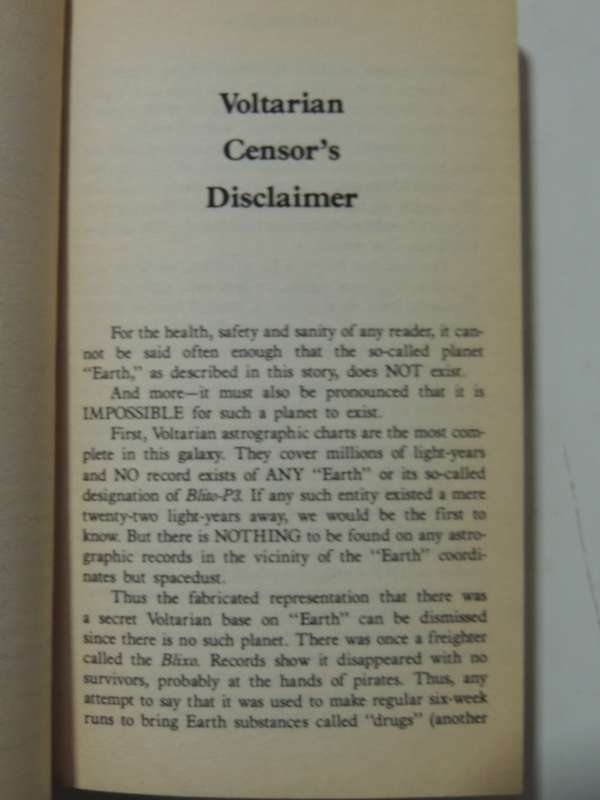 Voltarian
Censor's
Disclaimer
For the health, safety and sanity of any reader, it can-
not be said often enough that the so-called planet
"Earth," as described in this story, does NOT exist.
And more—it must also be pronounced that it is
IMPOSSIBLE for such a planet to exist.
First, Voltarian astrographic charts are the most com-
plete in this galaxy. They cover millions of light-years
and NO record exists of ANY "Earth" or its so-called
designation of Blito-P3. If any such entity existed a mere
twenty-two light-years away, we would be the first to
know. But there is NOTHING to be found on any astro-
graphic records in the vicinity of the "Earth" coordi-
nates but spacedust.
Thus the fabricated representation that there was
a secret Voltarian base on "Earth" can be dismissed
since there is no such planet. There was once a freighter
called the Blixo. Records show it disappeared with no
survivors, probably at the hands of pirates. Thus, any
attempt to say that it was used to make regular six-week
runs to bring Earth substances called "drugs" (another